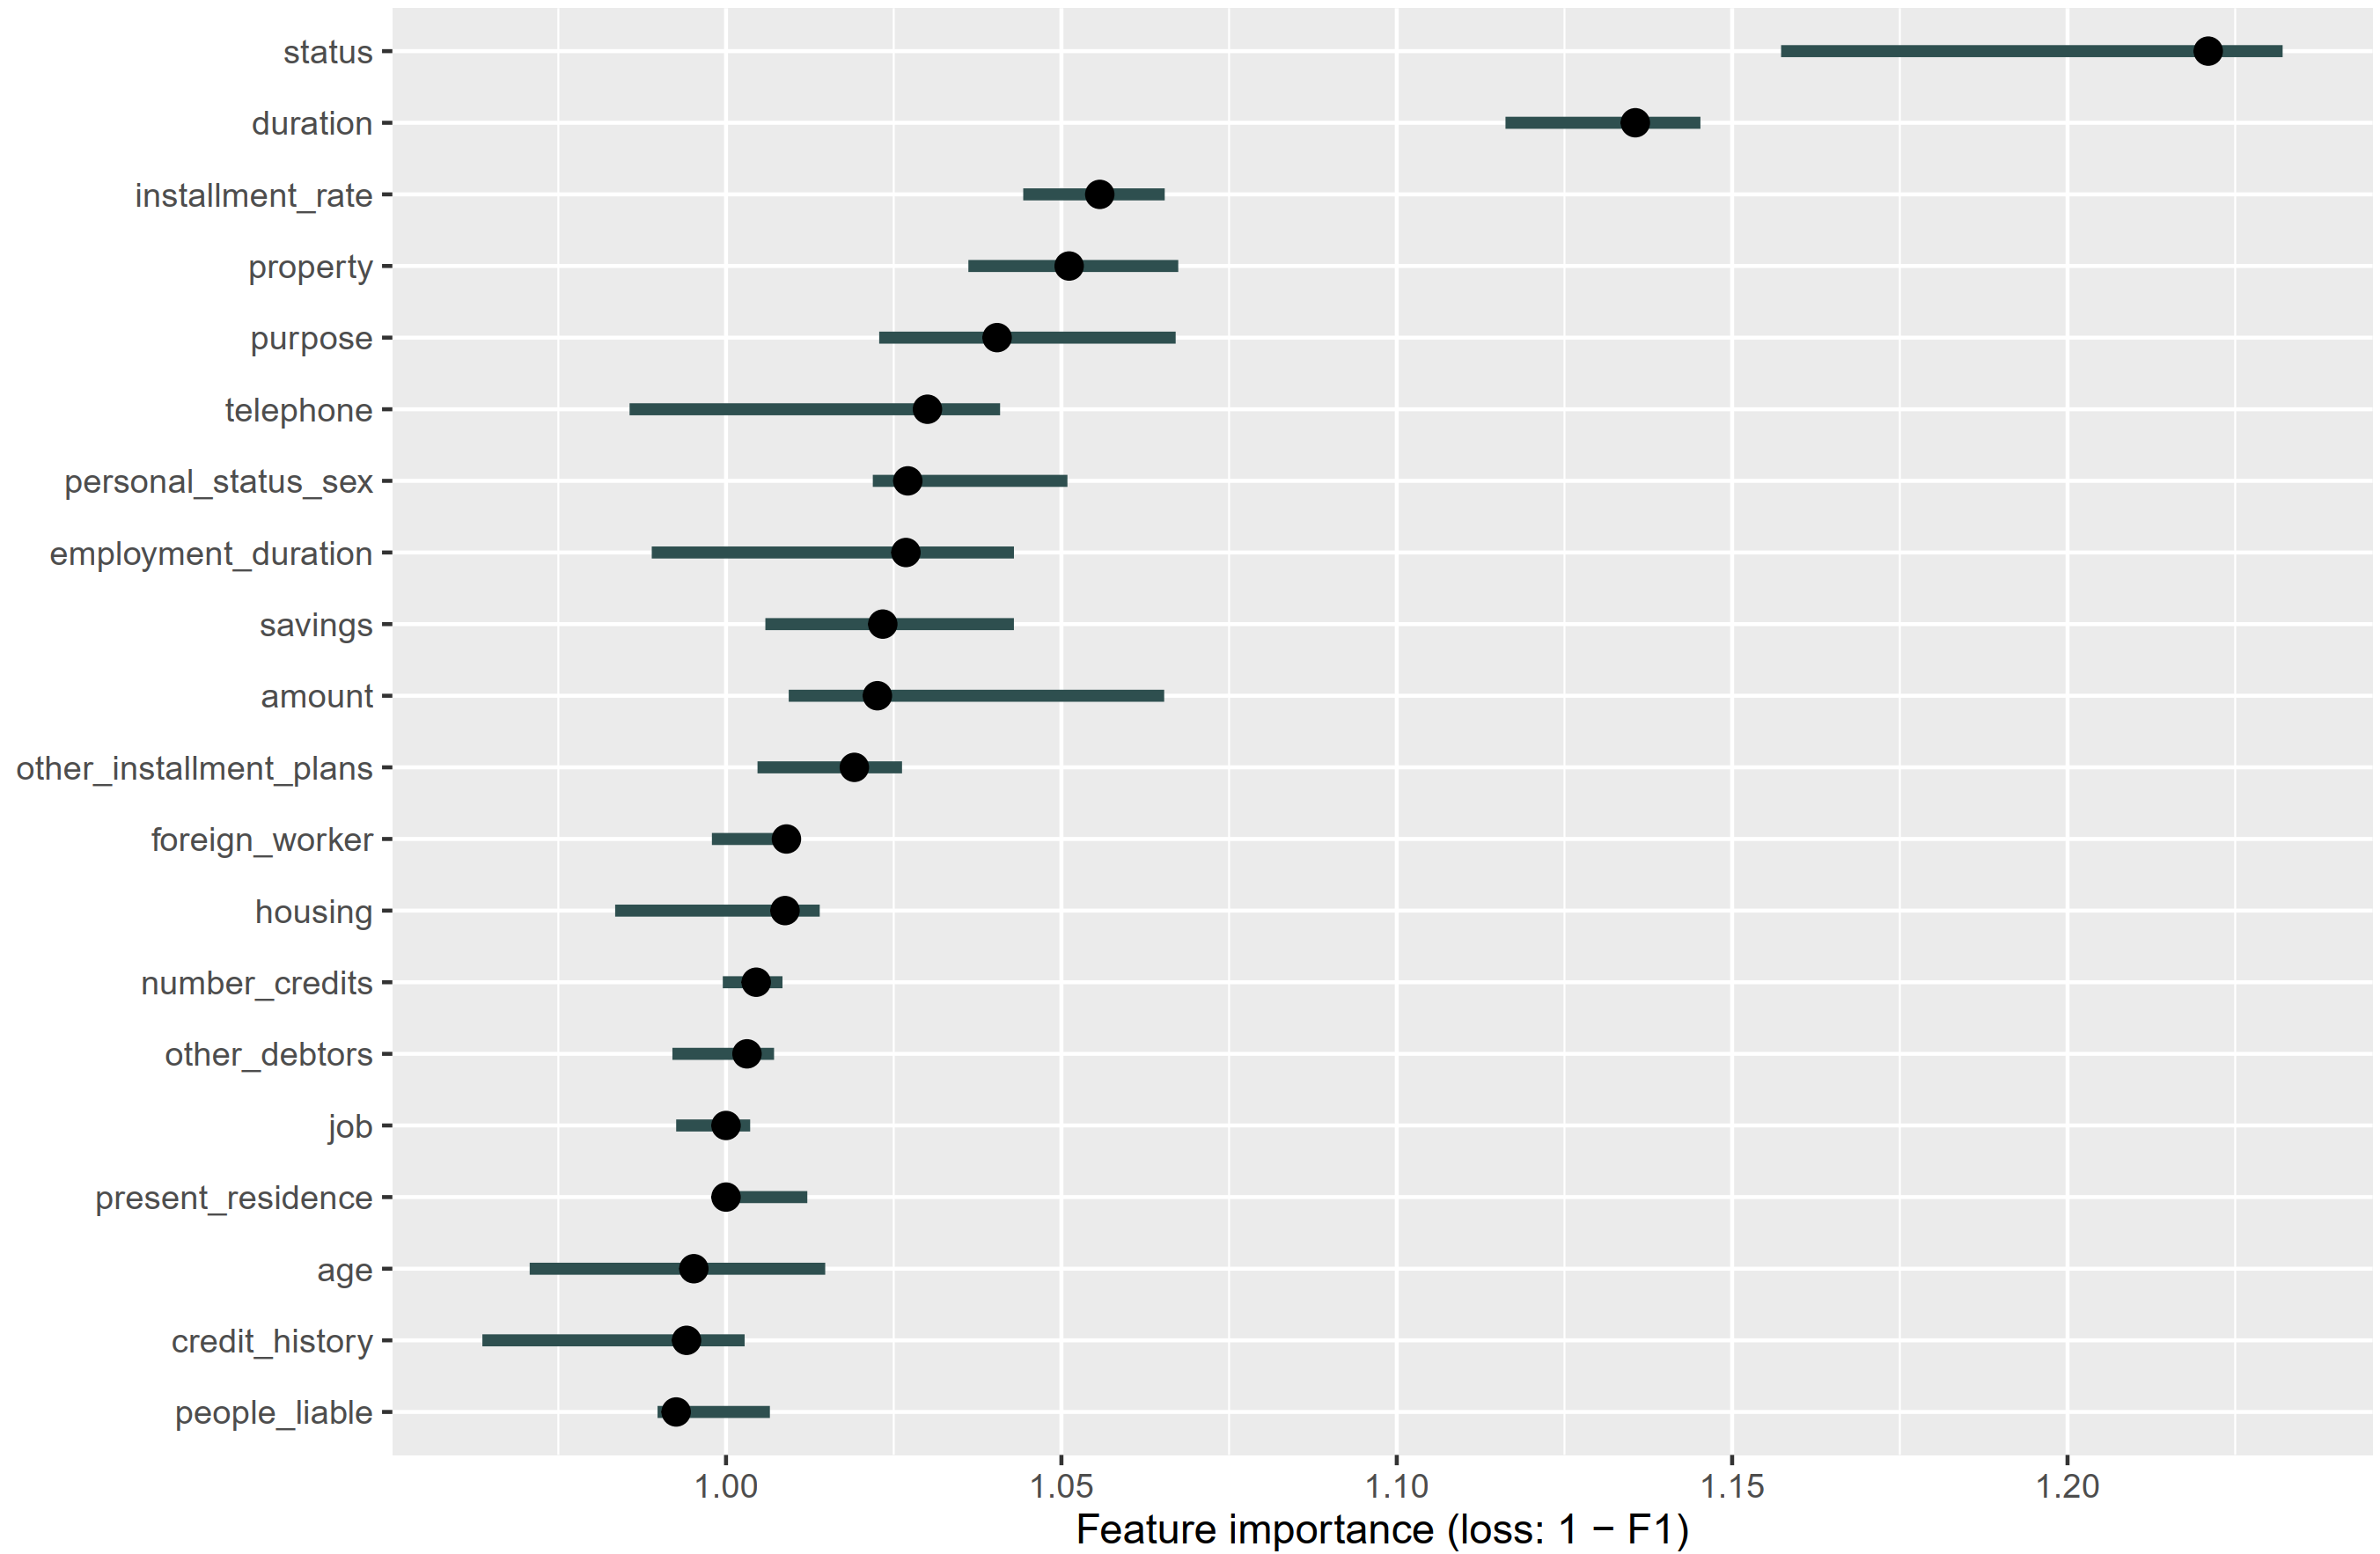 status
duration
installment_rate
property
purpose
telephone
personal_status_sex
employment_duration
savings
amount
other_installment_plans
foreign_worker
housing
number_credits
other_debtors
job
present_residence
age
credit_history
people_liable
1.00 1.05 1.10 1.15 1.20
Feature importance (loss: 1 − F1)